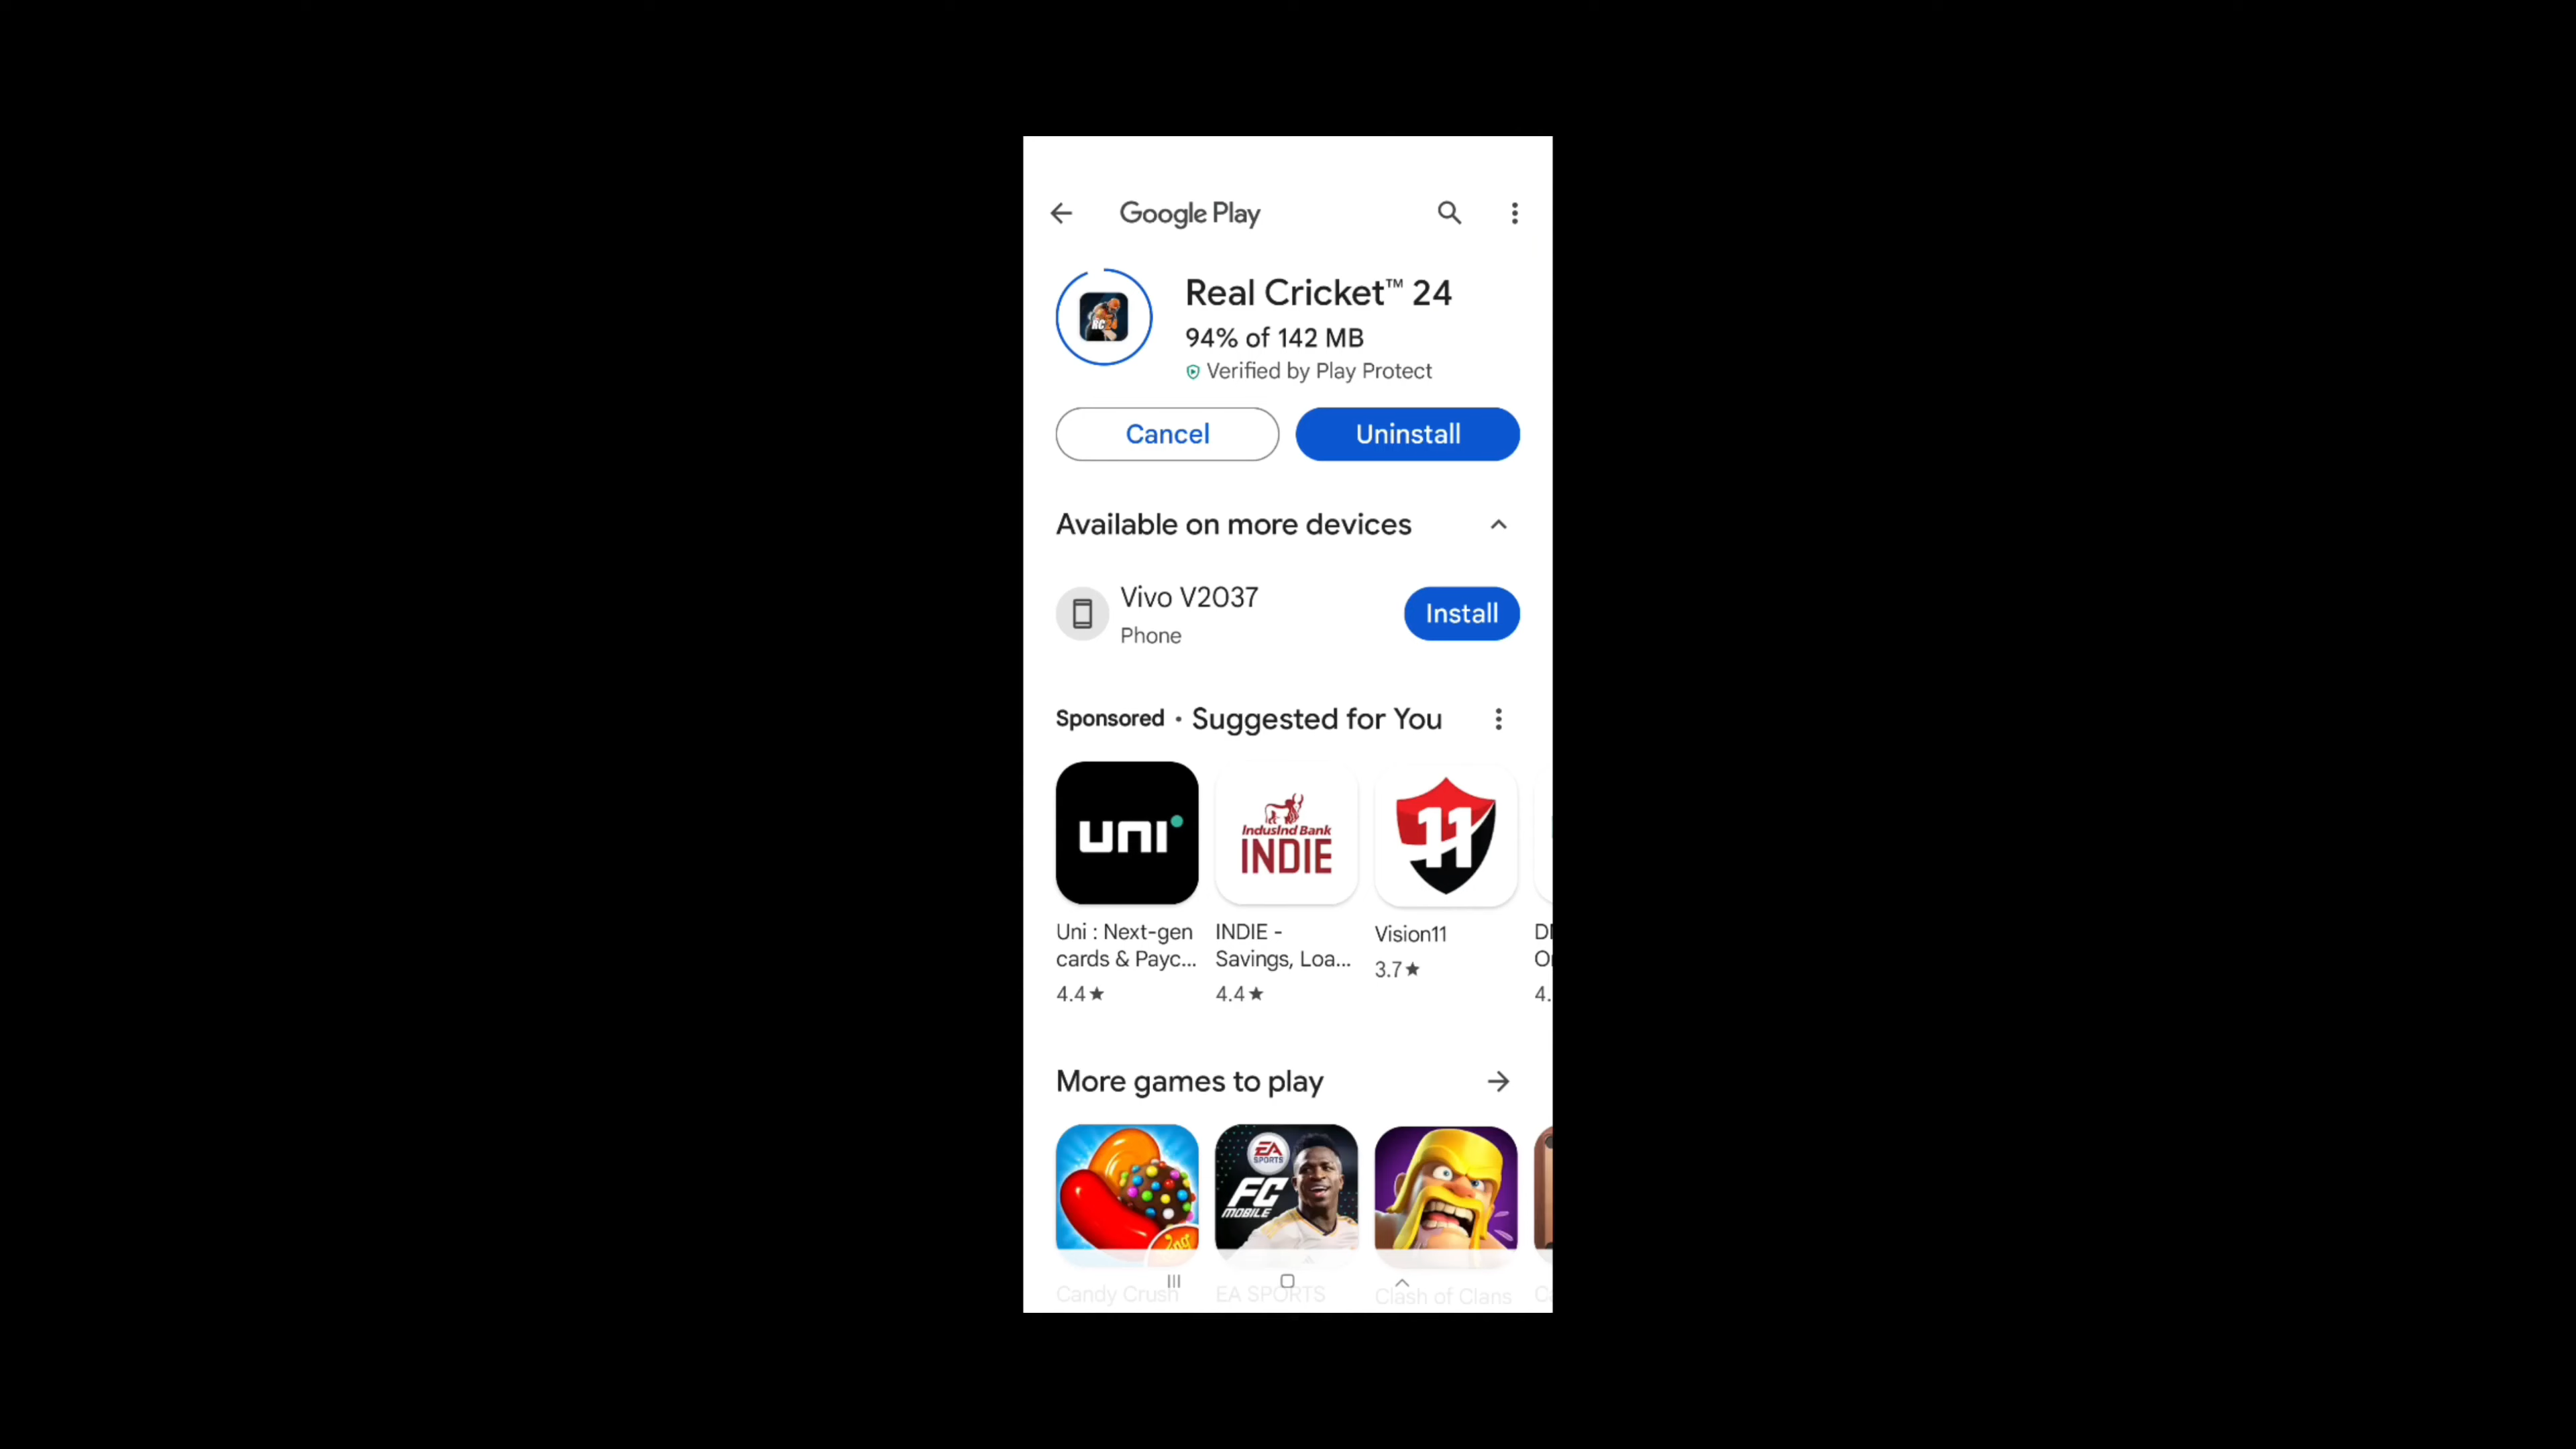 Google Play
Real Cricket™ 24
RC24
94% of 142 MB
Verified by Play Protect
Cancel
Uninstall
Available on more devices
Vivo V2037
Phone
Install
Sponsored • Suggested for You
uni
IndusInd Bank
INDIE
11
Uni : Next-gen
cards & Payc...
4.4★
INDIE -
Savings, Loa...
4.4★
Vision11
3.7★
4.
More games to play
EA
SPORTS
FC
MOBILE
Candy Crush
EA SPORTS
Clash of Clans